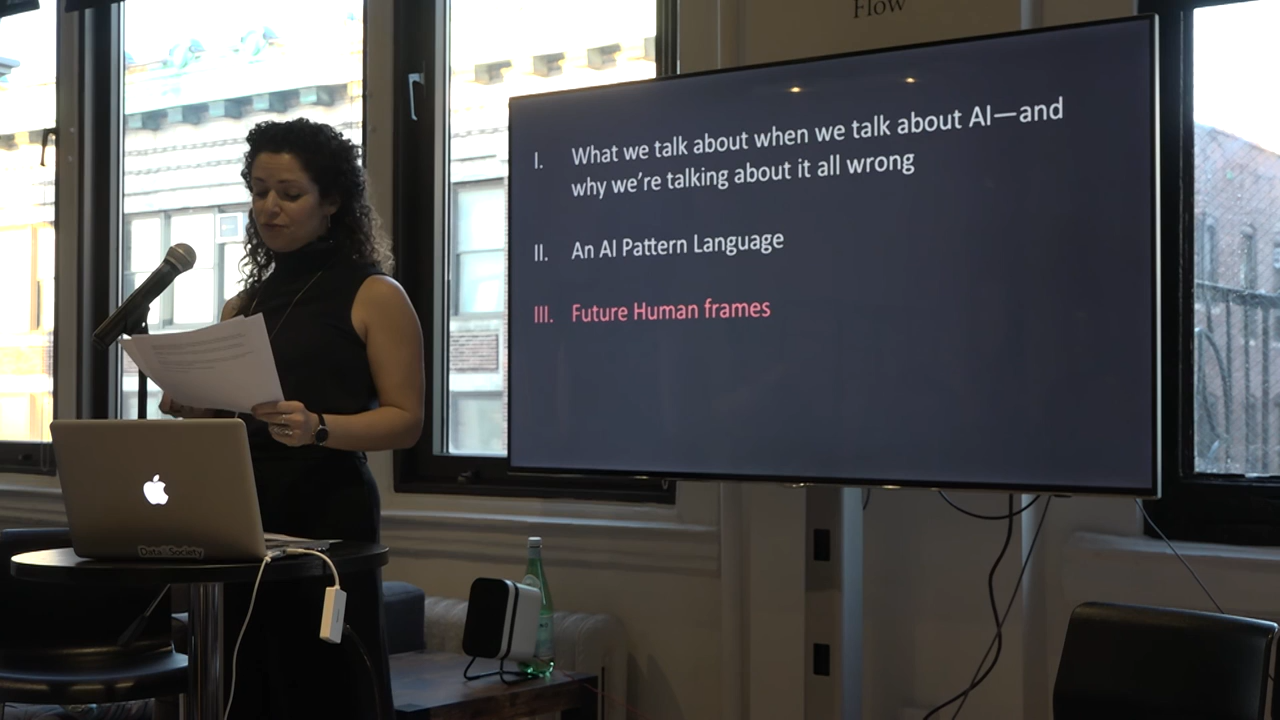 Flow
I. What we talk about when we talk about AI—and
why we're talking about it all wrong
II. An AI Pattern Language
III. Future Human frames
Data&Society